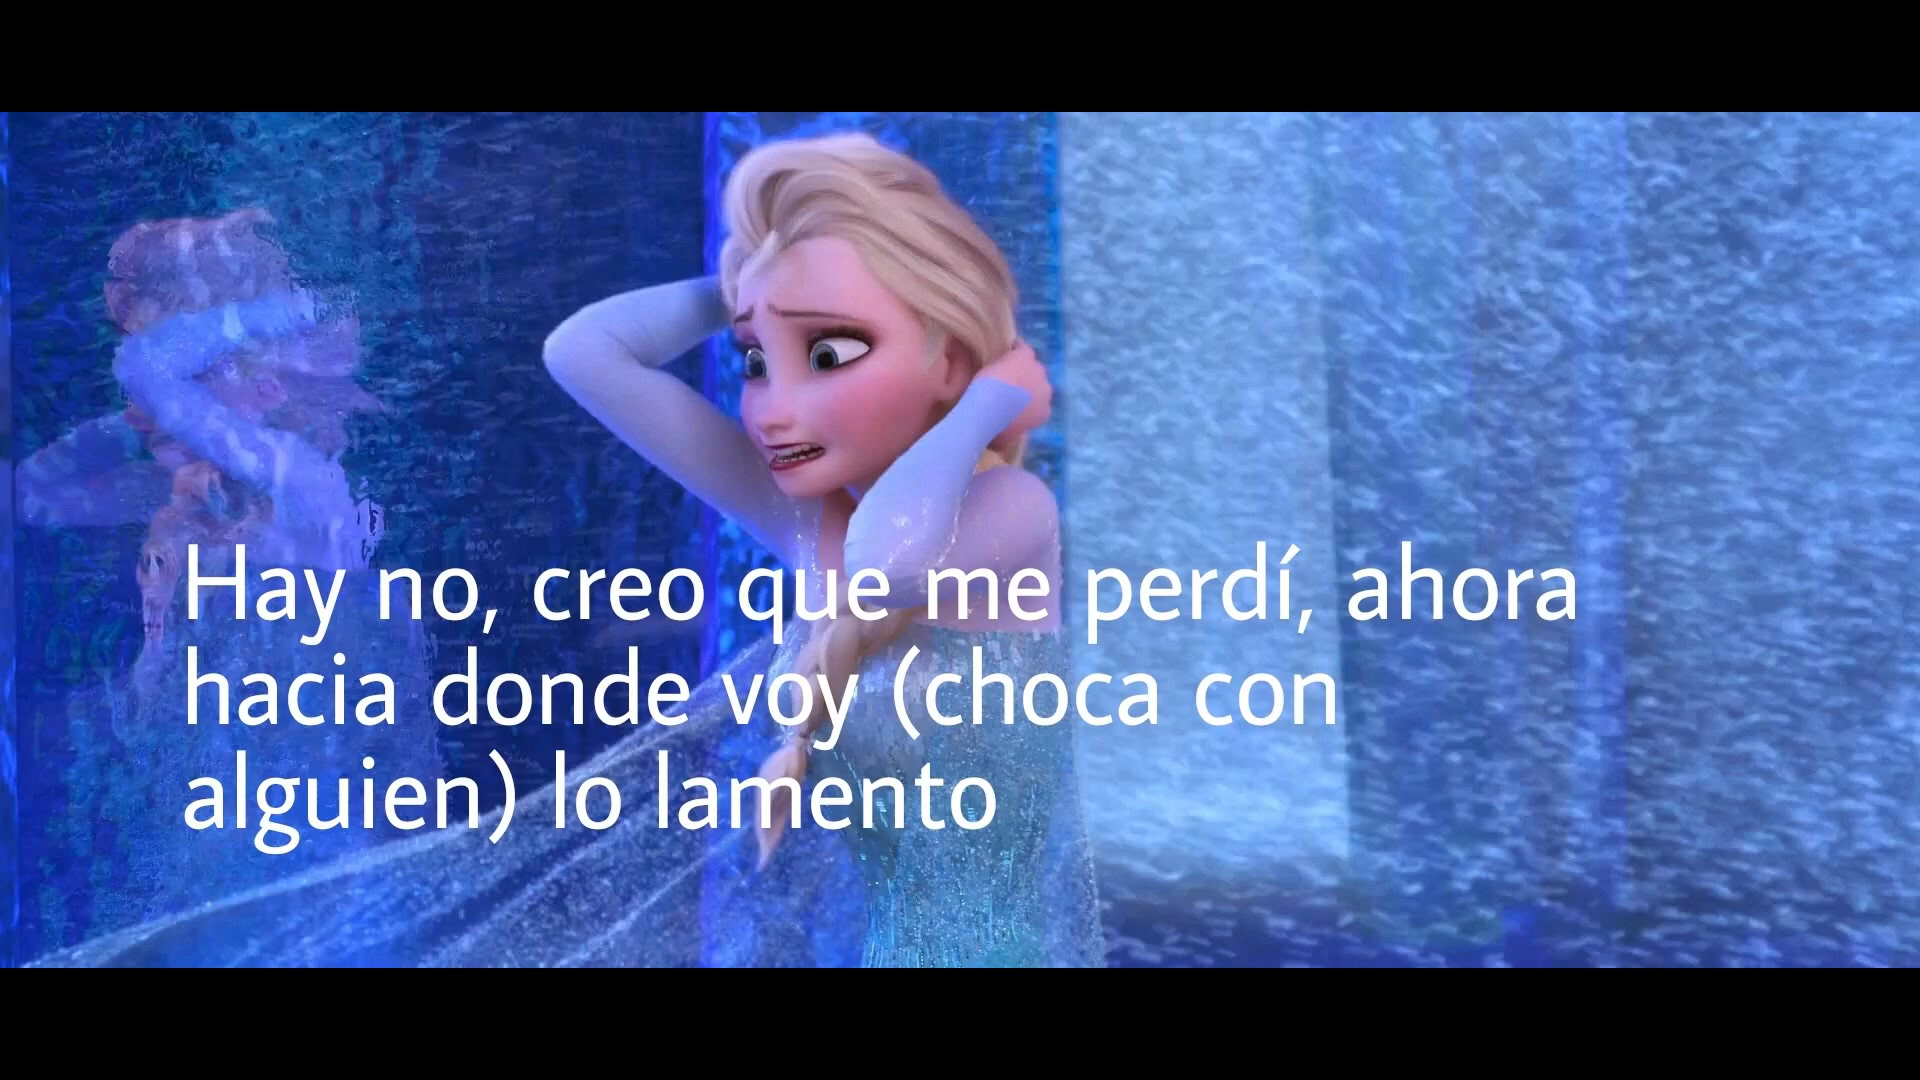 Hay no, creo que me perdí, ahora
hacia donde voy (choca con
alguien) lo lamento